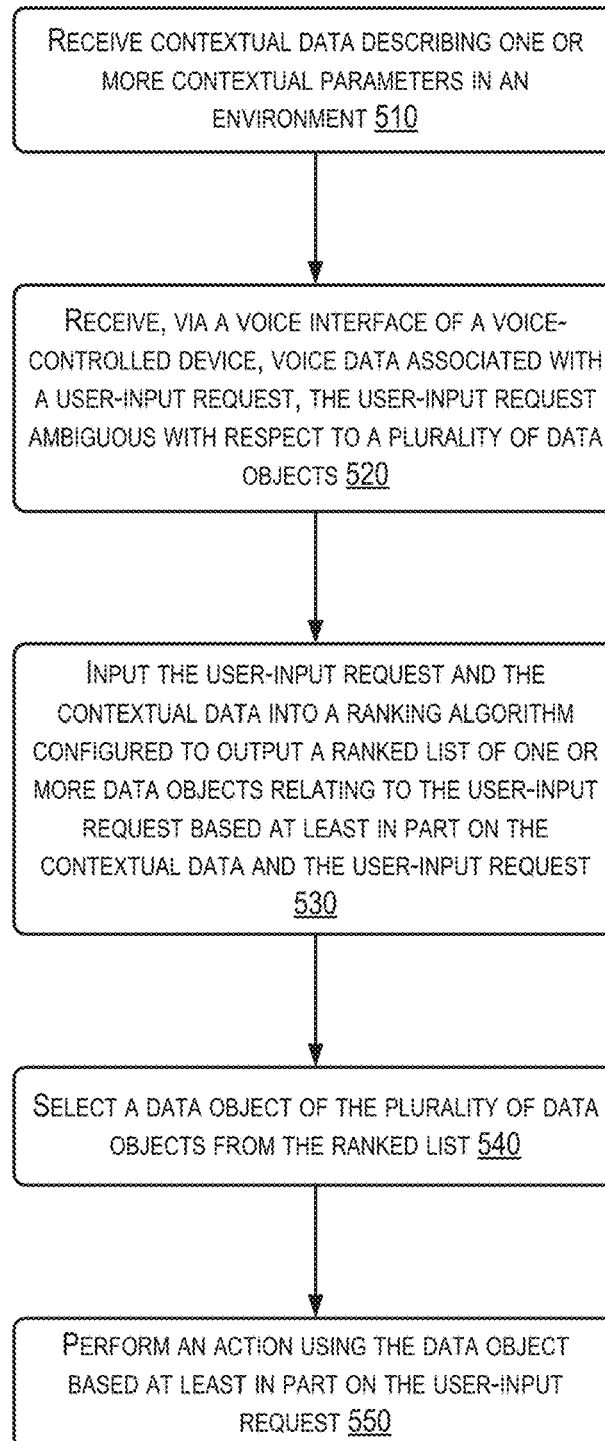 RECEIVE CONTEXTUAL DATA DESCRIBING ONE OR
MORE CONTEXTUAL PARAMETERS IN AN
ENVIRONMENT 510
RECEIVE, VIA A VOICE INTERFACE OF A VOICE-
CONTROLLED DEVICE, VOICE DATA ASSOCIATED WITH
A USER-INPUT REQUEST, THE USER-INPUT REQUEST
AMBIGUOUS WITH RESPECT TO A PLURALITY OF DATA
OBJECTS 520
INPUT THE USER-INPUT REQUEST AND THE
CONTEXTUAL DATA INTO A RANKING ALGORITHM
CONFIGURED TO OUTPUT A RANKED LIST OF ONE OR
MORE DATA OBJECTS RELATING TO THE USER-INPUT
REQUEST BASED AT LEAST IN PART ON THE
CONTEXTUAL DATA AND THE USER-INPUT REQUEST
530
SELECT A DATA OBJECT OF THE PLURALITY OF DATA
OBJECTS FROM THE RANKED LIST 540
PERFORM AN ACTION USING THE DATA OBJECT
BASED AT LEAST IN PART ON THE USER-INPUT
REQUEST 550